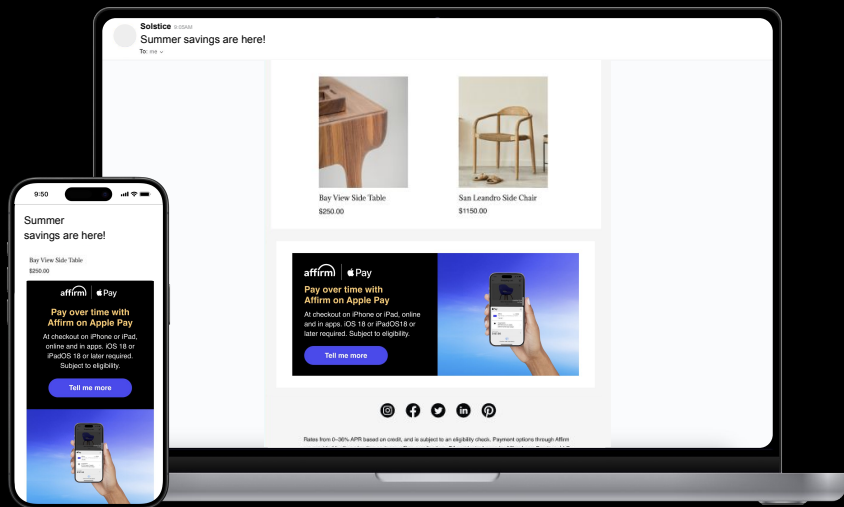 Solstice 9:05AM
Summer savings are here!
To: me
Bay View Side Table
$250.00
San Leandro Side Chair
$1150.00
affirm Pay
Pay over time with
Affirm on Apple Pay
At checkout on iPhone or iPad, online
and in apps. iOS 18 or iPadOS18 or
later required. Subject to eligibility.
Tell me more
Rates from 0–36% APR based on credit, and is subject to an eligibility check. Payment options through Affirm
9:50
Summer
savings are here!
Bay View Side Table
$250.00
affirm Pay
Pay over time with
Affirm on Apple Pay
At checkout on iPhone or iPad,
online and in apps. iOS 18 or
iPadOS 18 or later required.
Subject to eligibility.
Tell me more